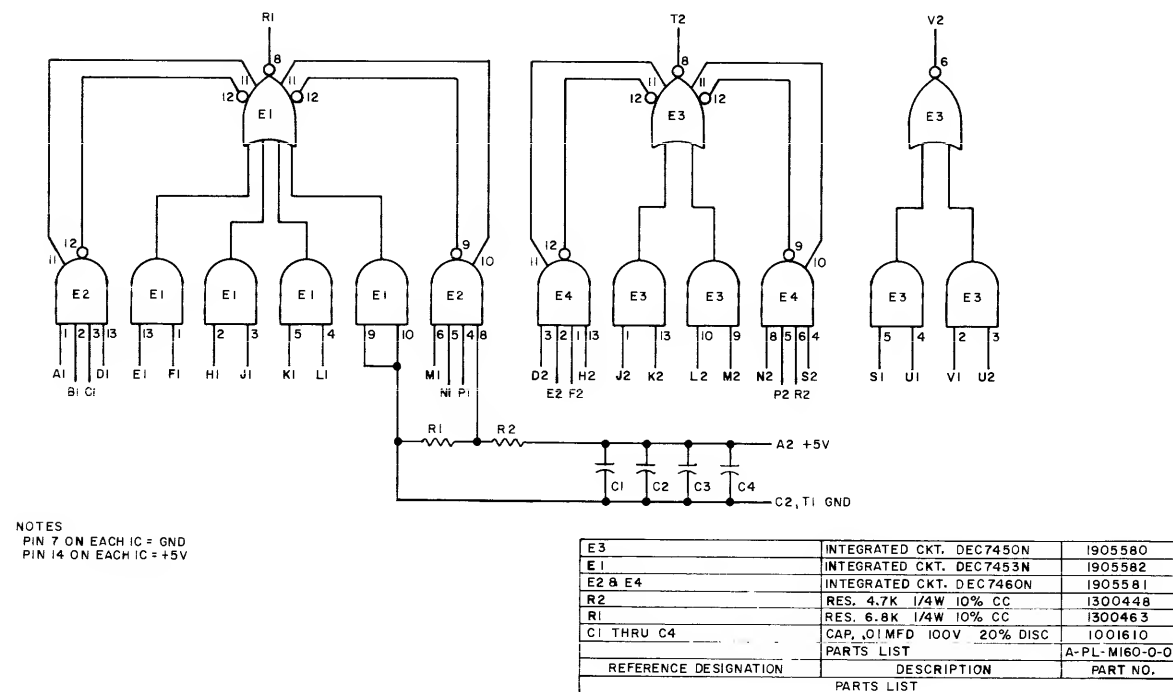 R1 T2 V2
8 8 6
11 11 11 11
12 12 12 12
E1 E3 E3
12 9 12 9
11 10 11 10
E2 E1 E1 E1 E1 E2 E4 E3 E3 E4 E3 E3
1 2 3 13 13 1 2 3 5 4 9 10 6 5 4 8 3 2 1 13 1 13 10 9 8 5 6 4 5 4 2 3
A1 D1 E1 F1 H1 J1 K1 L1 M1 D2 H2 J2 K2 L2 M2 N2 S2 S1 U1 V1 U2
B1 C1 N1 P1 E2 F2 P2 R2
R1 R2
A2 +5V
C1 C2 C3 C4
C2, T1 GND
NOTES
PIN 7 ON EACH IC = GND
PIN 14 ON EACH IC = +5V
E3 INTEGRATED CKT. DEC7450N 1905580
E1 INTEGRATED CKT. DEC7453N 1905582
E2 & E4 INTEGRATED CKT. DEC7460N 1905581
R2 RES. 4.7K 1/4W 10% CC 1300448
R1 RES. 6.8K 1/4W 10% CC 1300463
C1 THRU C4 CAP, .01MFD 100V 20% DISC 1001610
PARTS LIST A-PL-M160-0-0
REFERENCE DESIGNATION DESCRIPTION PART NO.
PARTS LIST